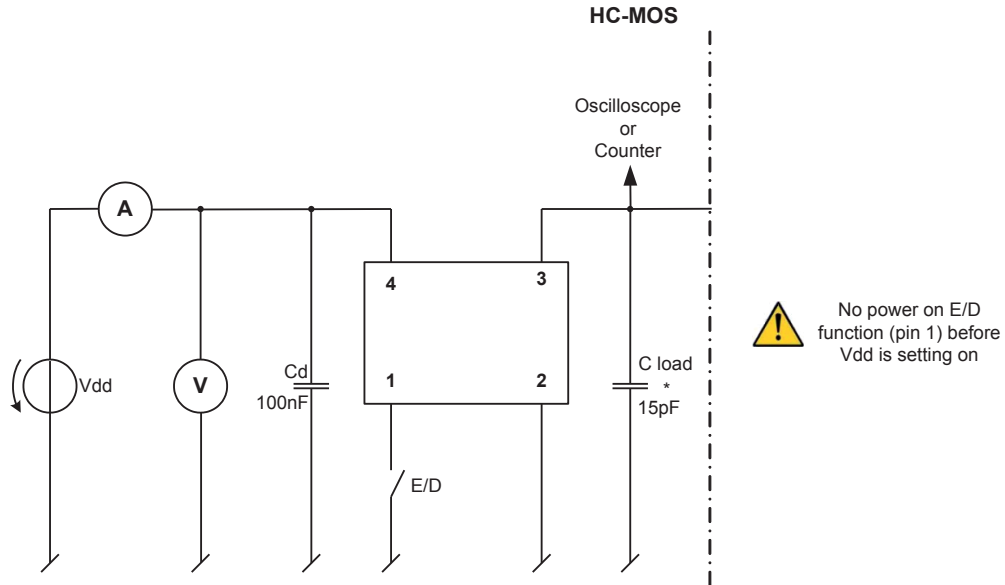 HC-MOS
Oscilloscope
or
Counter
A
4
3
No power on E/D
function (pin 1) before
Vdd is setting on
Vdd
V
Cd
100nF
1
2
C load
*
15pF
E/D